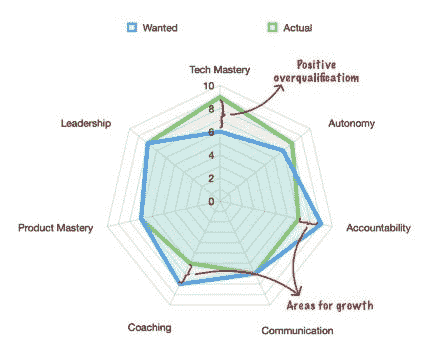 Wanted Actual
Tech Mastery
Positive
overqualification
10
8
6
4
2
0
Leadership
Autonomy
Product Mastery
Accountability
Coaching
Communication
Areas for growth